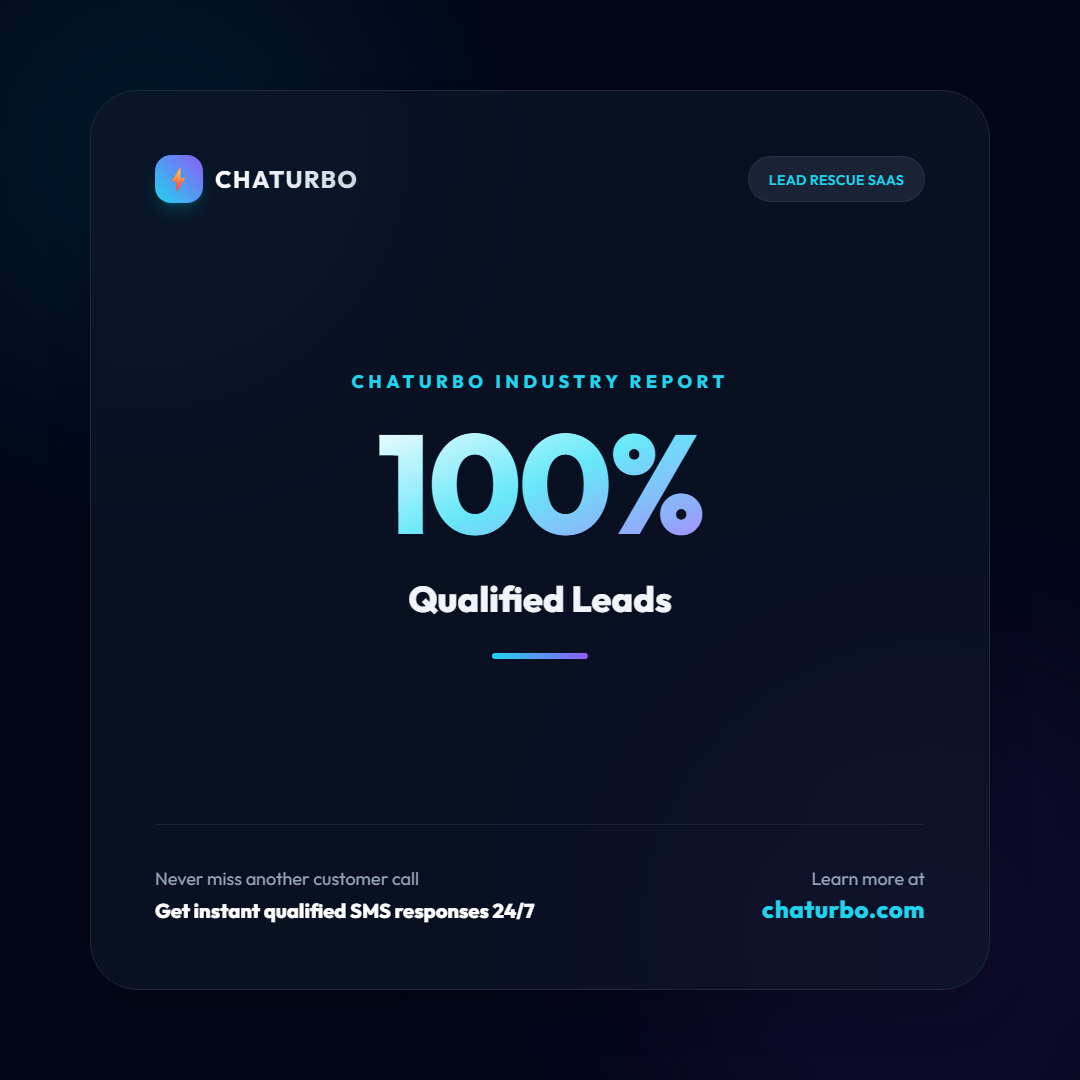 CHATURBO
LEAD RESCUE SAAS
CHATURBO INDUSTRY REPORT
100%
Qualified Leads
Never miss another customer call
Get instant qualified SMS responses 24/7
Learn more at
chaturbo.com